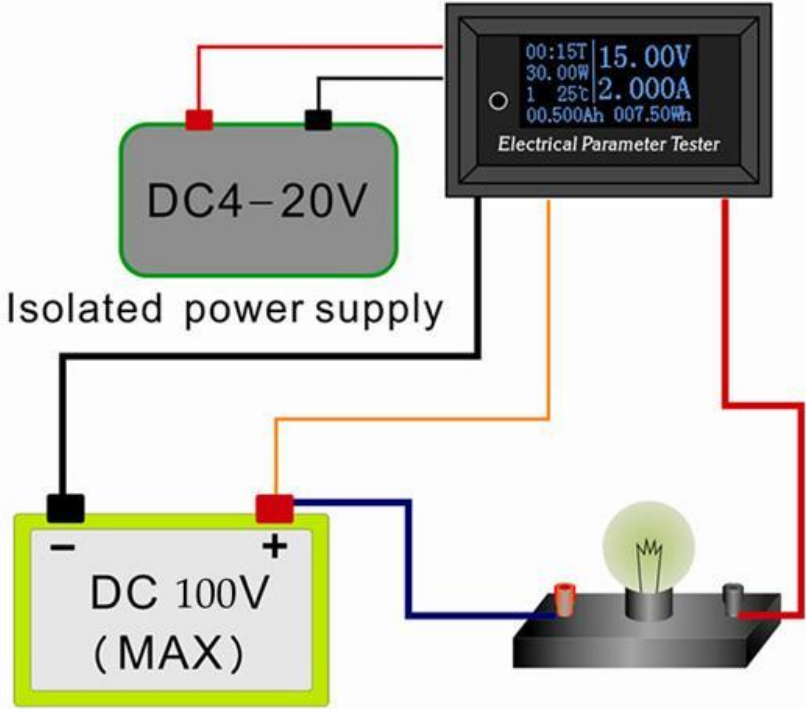 00:15T 15.00V
30.00W
1 25℃ 2.000A
00.500Ah 007.50Wh
Electrical Parameter Tester
DC4-20V
Isolated power supply
- +
DC 100V
(MAX)